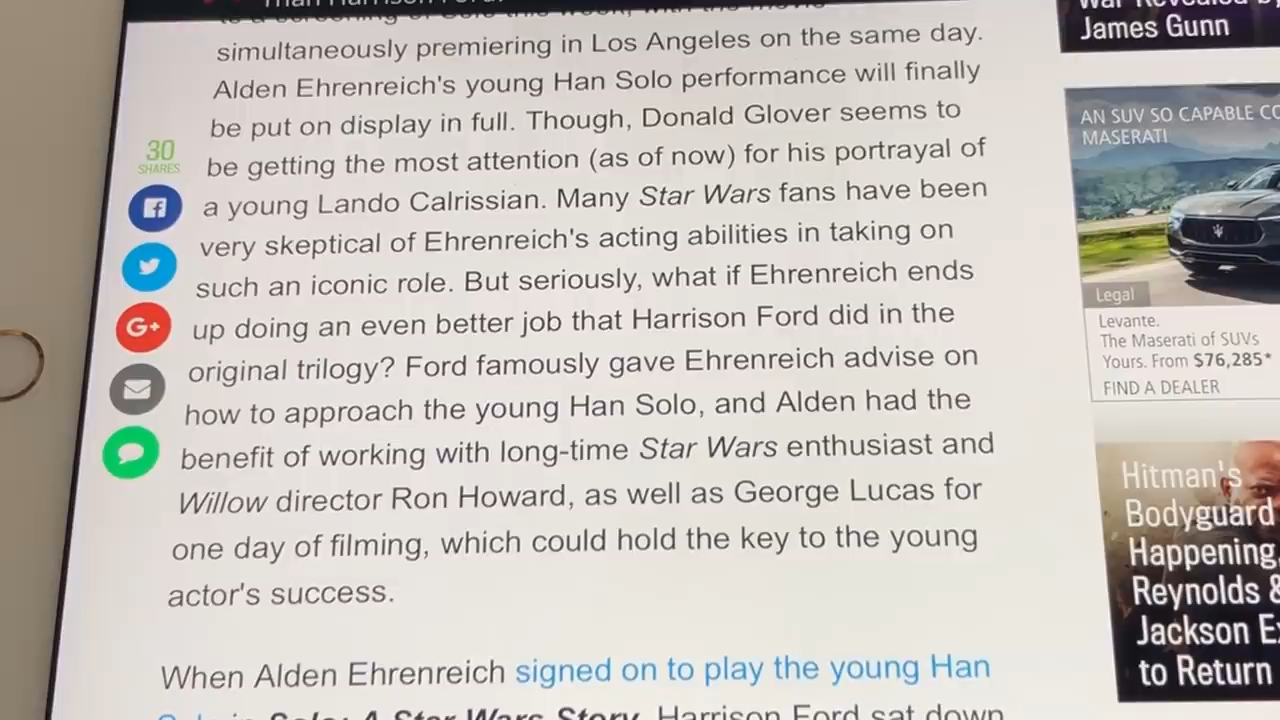 simultaneously premiering in Los Angeles on the same day.
Alden Ehrenreich's young Han Solo performance will finally
be put on display in full. Though, Donald Glover seems to
be getting the most attention (as of now) for his portrayal of
a young Lando Calrissian. Many Star Wars fans have been
very skeptical of Ehrenreich's acting abilities in taking on
such an iconic role. But seriously, what if Ehrenreich ends
up doing an even better job that Harrison Ford did in the
original trilogy? Ford famously gave Ehrenreich advise on
how to approach the young Han Solo, and Alden had the
benefit of working with long-time Star Wars enthusiast and
Willow director Ron Howard, as well as George Lucas for
one day of filming, which could hold the key to the young
actor's success.
When Alden Ehrenreich signed on to play the young Han
A Star Wars Story, Harrison Ford sat down
30
SHARES
G+
War Revealed
James Gunn
AN SUV SO CAPABLE
MASERATI
Legal
Levante.
The Maserati of SUVs
Yours. From $76,285*
FIND A DEALER
Hitman's
Bodyguard
Happening,
Reynolds &
Jackson
to Return